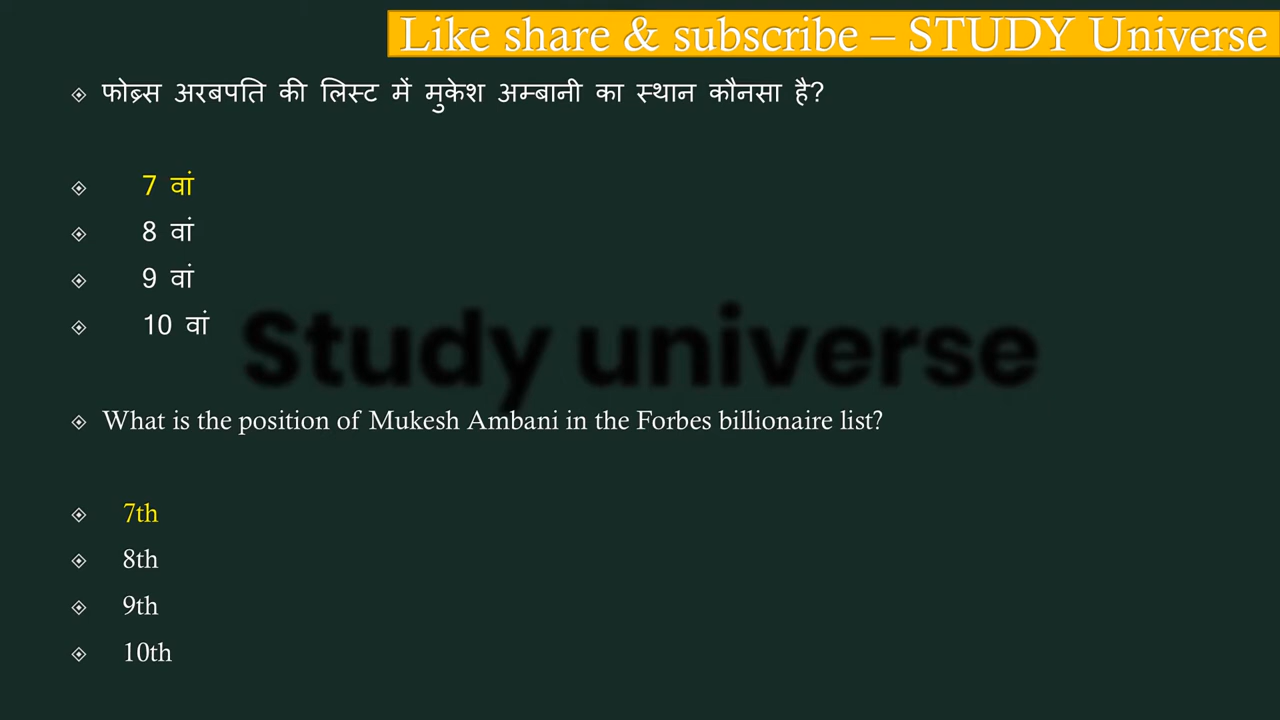 Like share & subscribe – STUDY Universe
फोब्र्स अरबपति की लिस्ट में मुकेश अम्बानी का स्थान कौनसा है?
7 वां
8 वां
9 वां
10 वां
Study universe
What is the position of Mukesh Ambani in the Forbes billionaire list?
7th
8th
9th
10th